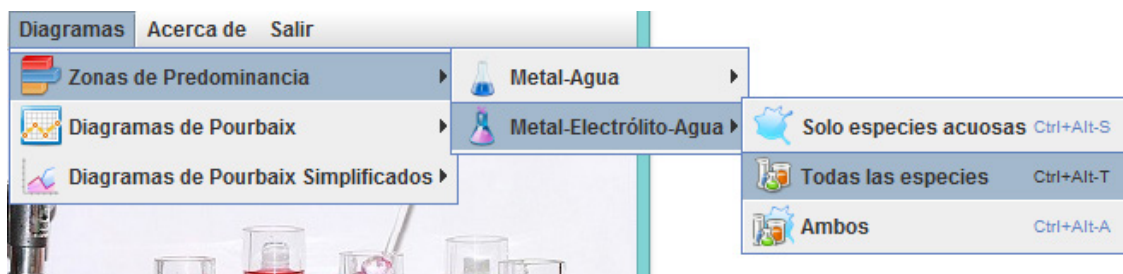 Diagramas Acerca de Salir
Zonas de Predominancia
Diagramas de Pourbaix
Diagramas de Pourbaix Simplificados
Metal-Agua
Metal-Electrólito-Agua
Solo especies acuosas Ctrl+Alt-S
Todas las especies Ctrl+Alt-T
Ambos Ctrl+Alt-A